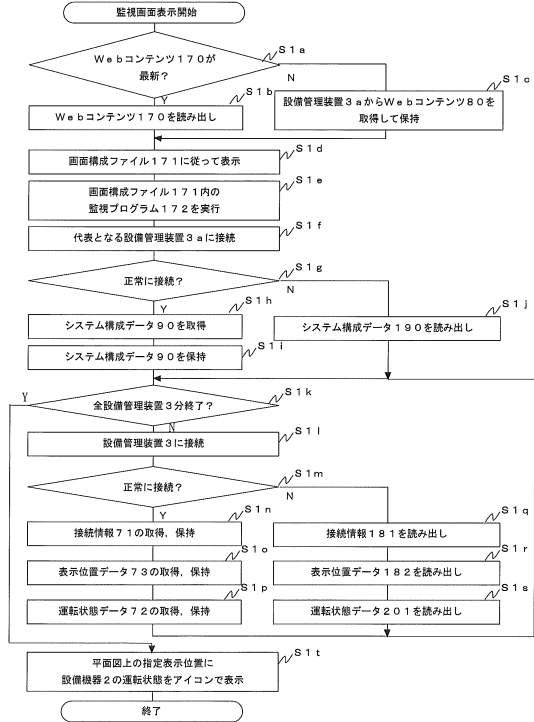 監視画面表示開始
S1a
Webコンテンツ170が
最新?
N
Y
S1b
S1c
Webコンテンツ170を読み出し
設備管理装置3aからWebコンテンツ80を
取得して保持
S1d
画面構成ファイル171に従って表示
S1e
画面構成ファイル171内の
監視プログラム172を実行
S1f
代表となる設備管理装置3aに接続
S1g
正常に接続?
N
Y
S1h
S1j
システム構成データ90を取得
システム構成データ190を読み出し
S1i
システム構成データ90を保持
S1k
Y
全設備管理装置3分終了?
N
S1l
設備管理装置3に接続
S1m
正常に接続?
N
Y
S1n
S1q
接続情報71の取得,保持
接続情報181を読み出し
S1o
S1r
表示位置データ73の取得,保持
表示位置データ182を読み出し
S1p
S1s
運転状態データ72の取得,保持
運転状態データ201を読み出し
S1t
平面図上の指定表示位置に
設備機器2の運転状態をアイコンで表示
終了